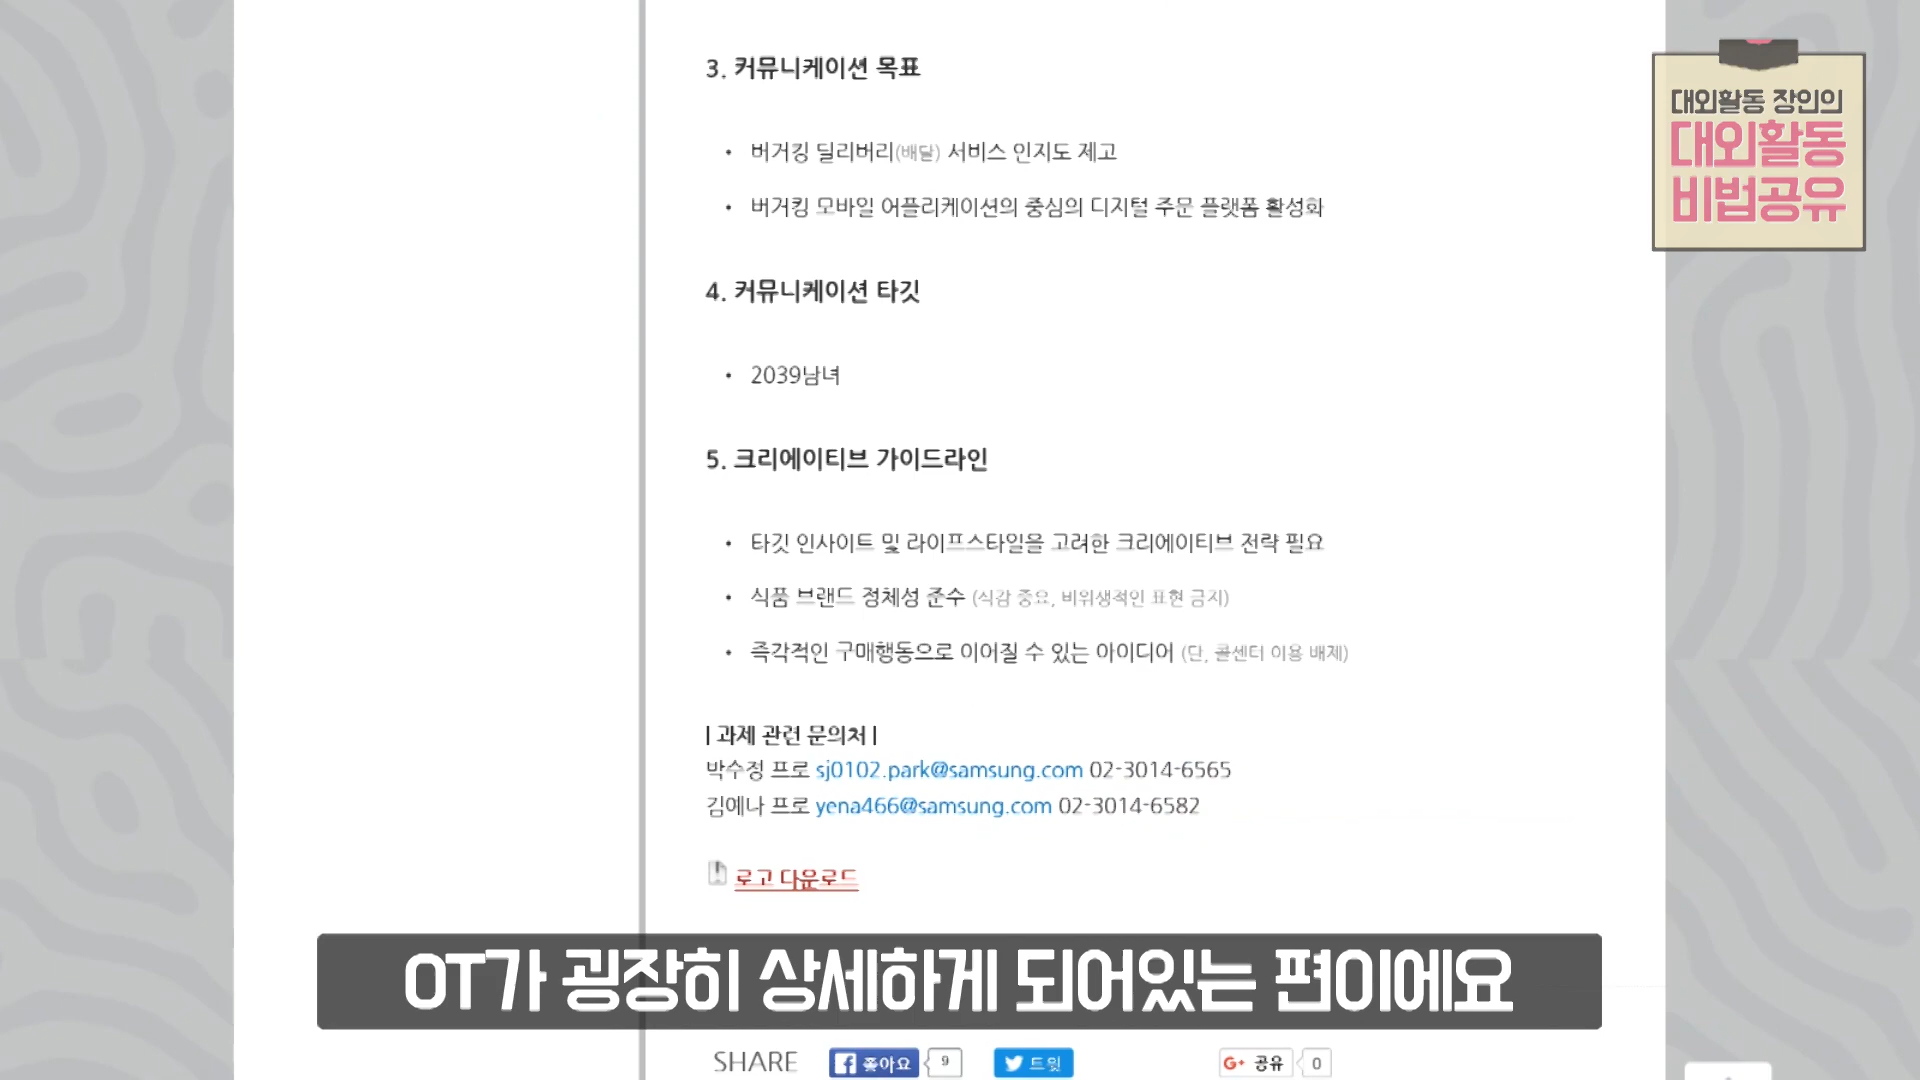 3. 커뮤니케이션 목표
• 버거킹 딜리버리(배달) 서비스 인지도 제고
• 버거킹 모바일 어플리케이션의 중심의 디지털 주문 플랫폼 활성화
4. 커뮤니케이션 타깃
• 2039남녀
5. 크리에이티브 가이드라인
• 타깃 인사이트 및 라이프스타일을 고려한 크리에이티브 전략 필요
• 식품 브랜드 정체성 준수 (식감 중요, 비위생적인 표현 금지)
• 즉각적인 구매행동으로 이어질 수 있는 아이디어 (단, 콜센터 이용 배제)
| 과제 관련 문의처 |
박수정 프로 sj0102.park@samsung.com 02-3014-6565
김예나 프로 yena466@samsung.com 02-3014-6582
로고 다운로드
대외활동 장인의
대외활동
비법공유
OT가 굉장히 상세하게 되어있는 편이에요
SHARE 좋아요 9 트윗 G+ 공유 0